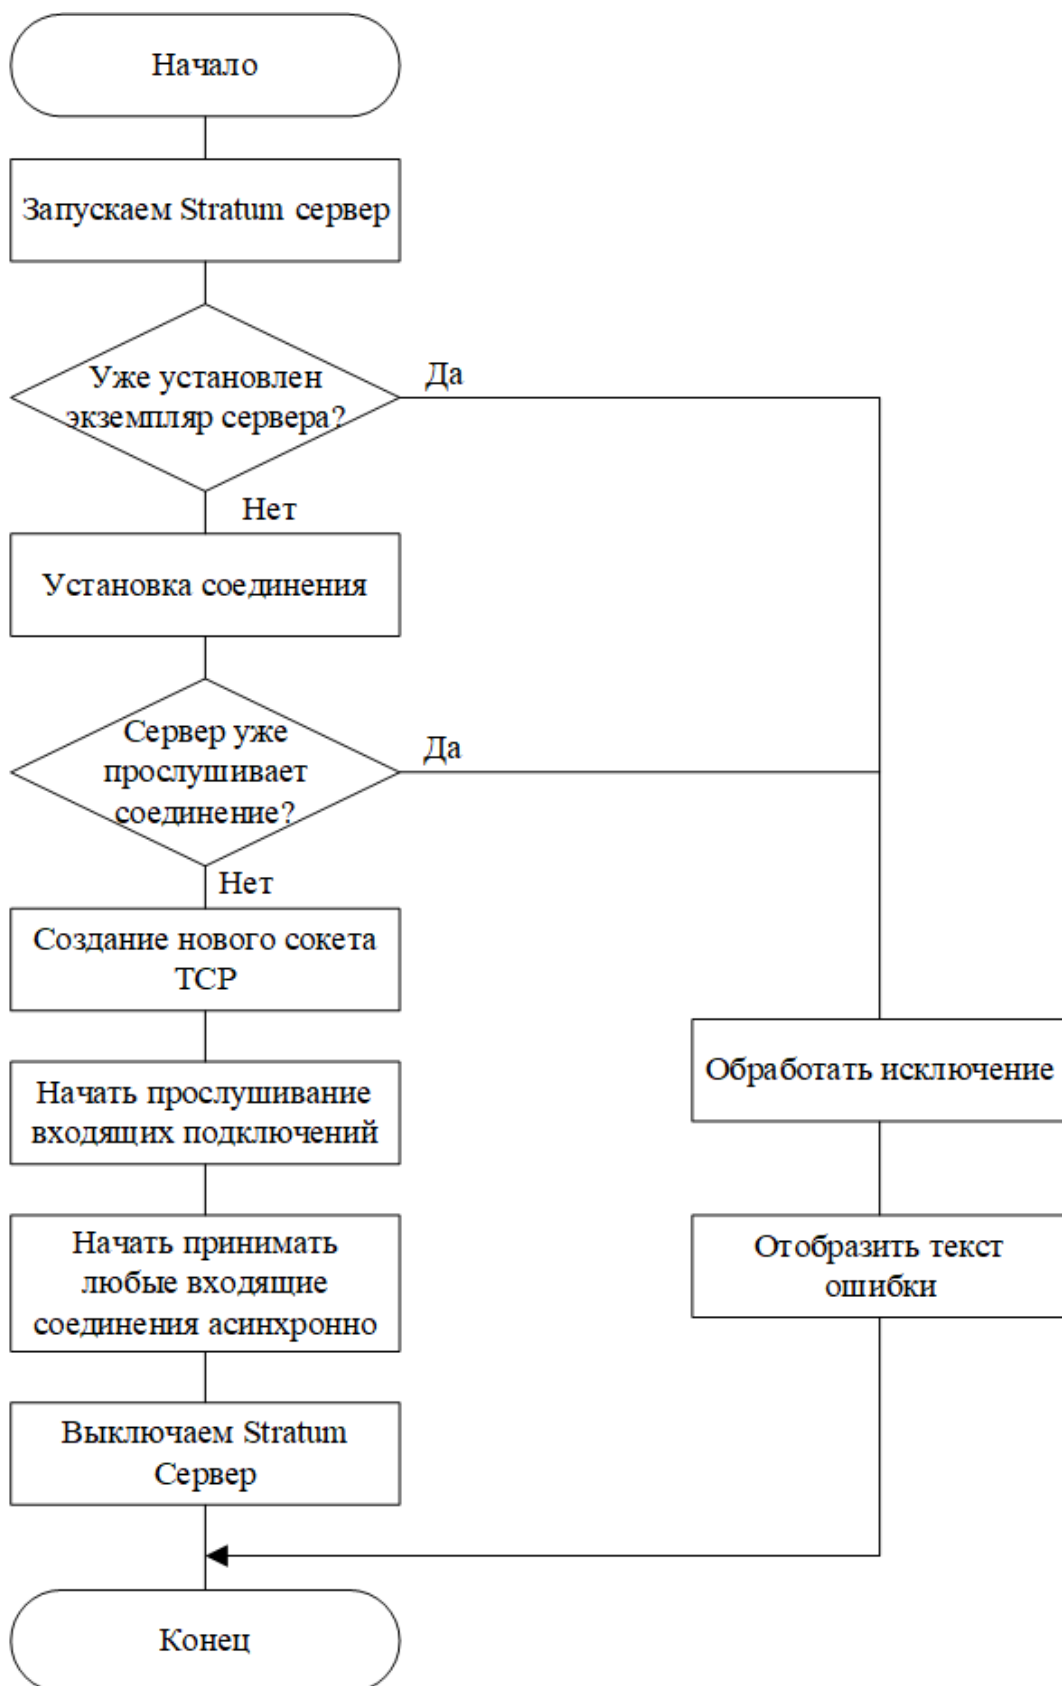 Начало
Запускаем Stratum сервер
Уже установлен
экземпляр сервера?
Да
Нет
Установка соединения
Сервер уже
прослушивает
соединение?
Да
Нет
Создание нового сокета
TCP
Начать прослушивание
входящих подключений
Начать принимать
любые входящие
соединения асинхронно
Выключаем Stratum
Сервер
Обработать исключение
Отобразить текст
ошибки
Конец